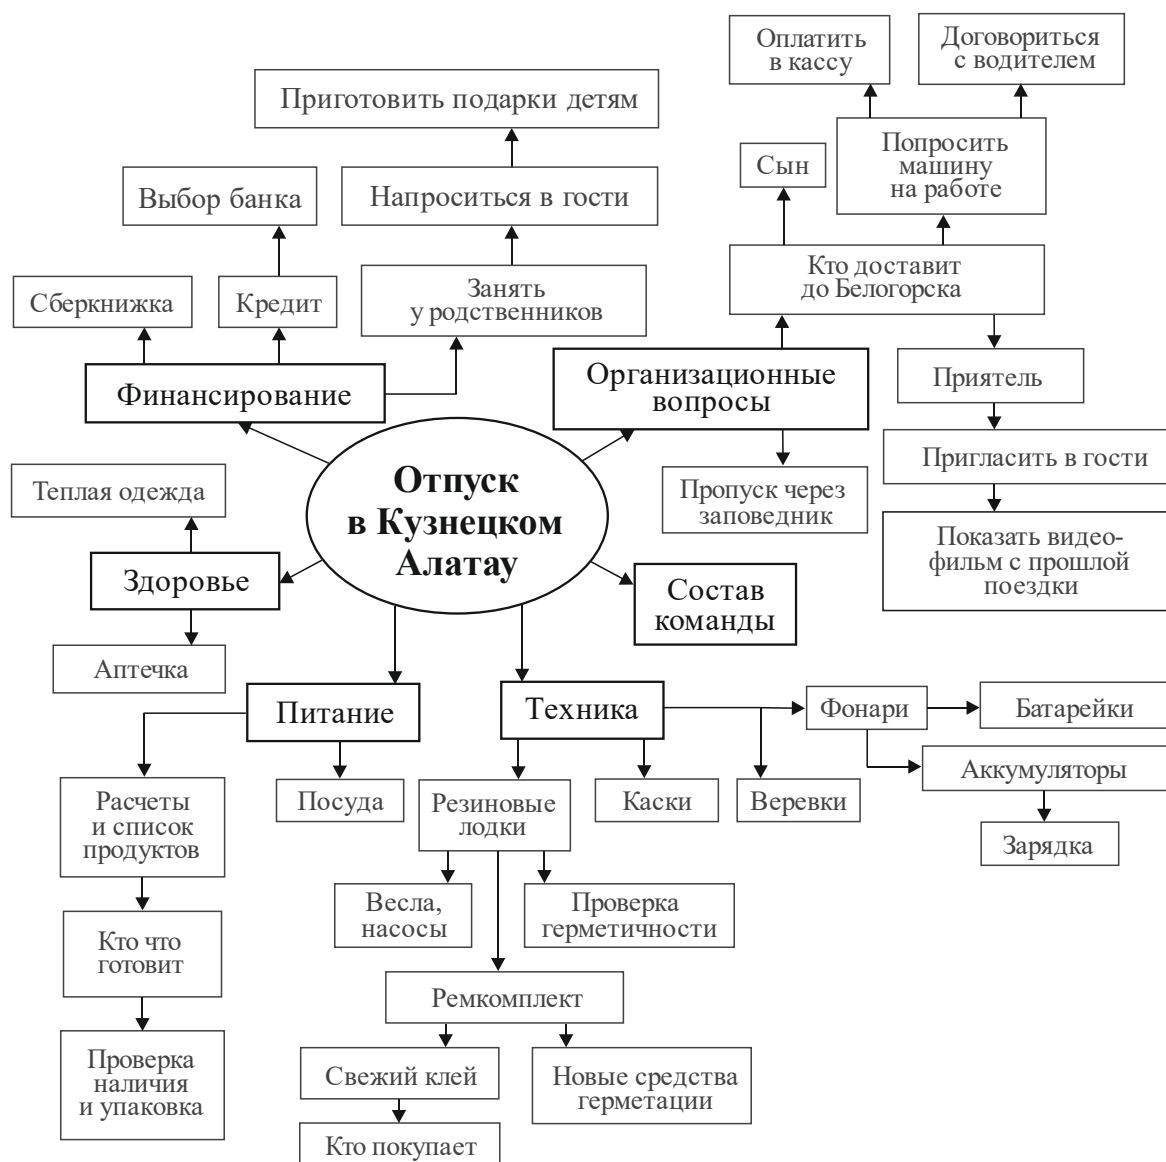 Оплатить
в кассу
Договориться
с водителем
Приготовить подарки детям
Попросить
машину
на работе
Сын
Выбор банка
Напроситься в гости
Кто доставит
до Белогорска
Сберкнижка
Кредит
Занять
у родственников
Финансирование
Организационные
вопросы
Приятель
Пригласить в гости
Отпуск
в Кузнецком
Алатау
Теплая одежда
Пропуск через
заповедник
Показать видео-
фильм с прошлой
поездки
Здоровье
Состав
команды
Аптечка
Питание
Техника
Фонари
Батарейки
Аккумуляторы
Расчеты
и список
продуктов
Посуда
Резиновые
лодки
Каски
Веревки
Зарядка
Весла,
насосы
Проверка
герметичности
Кто что
готовит
Ремкомплект
Проверка
наличия
и упаковка
Свежий клей
Новые средства
герметации
Кто покупает